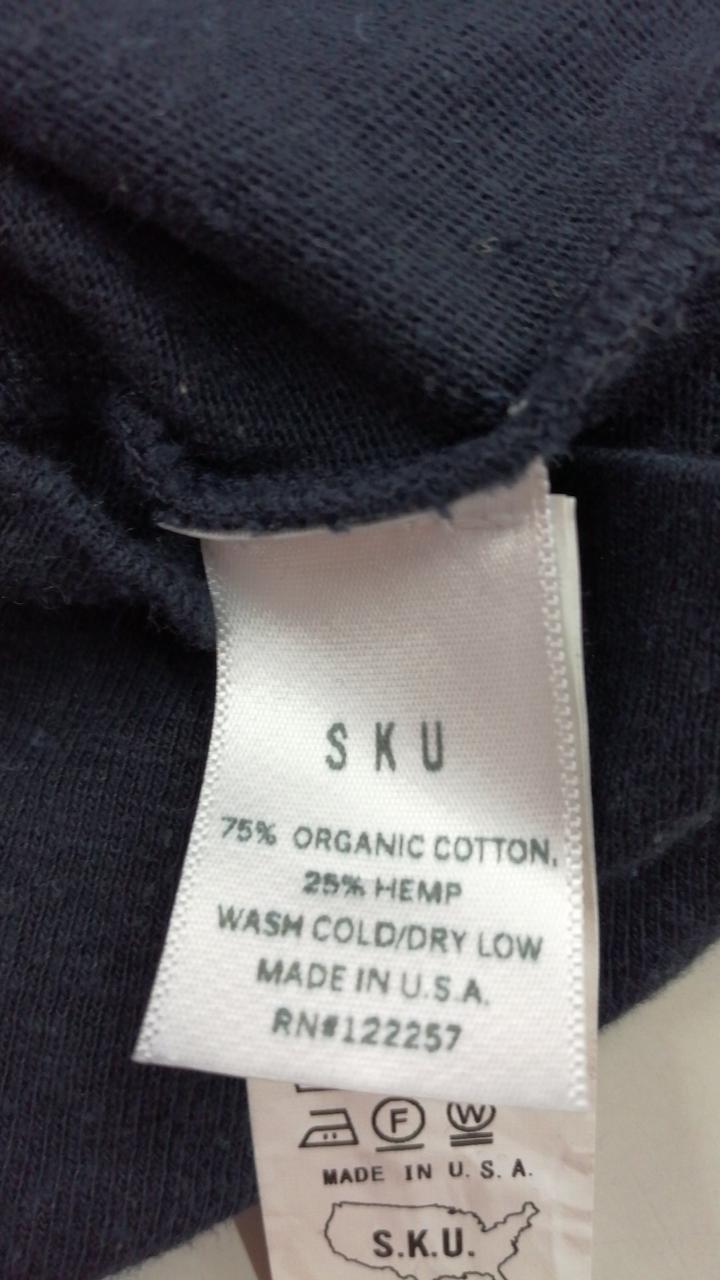 SKU
75% ORGANIC COTTON,
25% HEMP
WASH COLD/DRY LOW
MADE IN U.S.A.
RN#122257
F W
MADE IN U.S.A.
S.K.U.